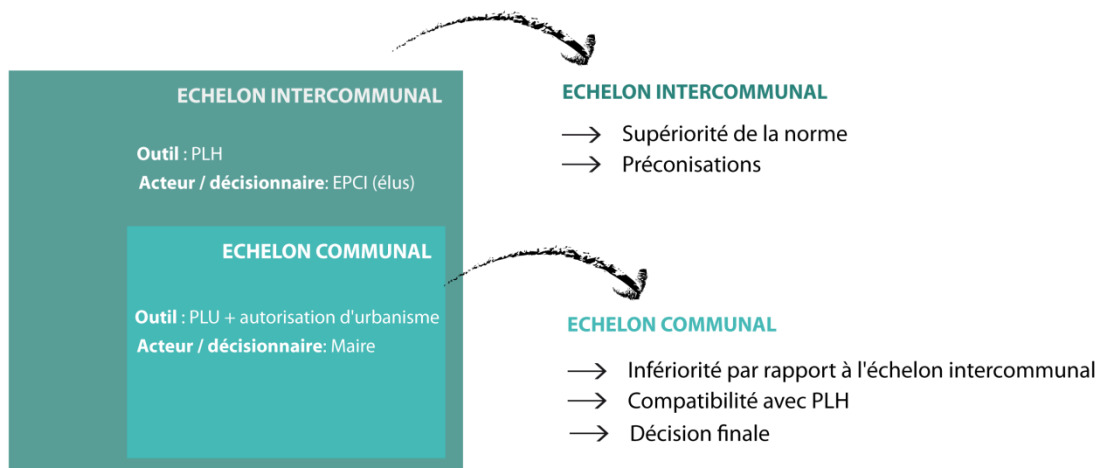 ECHELON INTERCOMMUNAL
Outil : PLH
Acteur / décisionnaire: EPCI (élus)
ECHELON COMMUNAL
Outil : PLU + autorisation d'urbanisme
Acteur / décisionnaire: Maire
ECHELON INTERCOMMUNAL
Supériorité de la norme
Préconisations
ECHELON COMMUNAL
Infériorité par rapport à l'échelon intercommunal
Compatibilité avec PLH
Décision finale